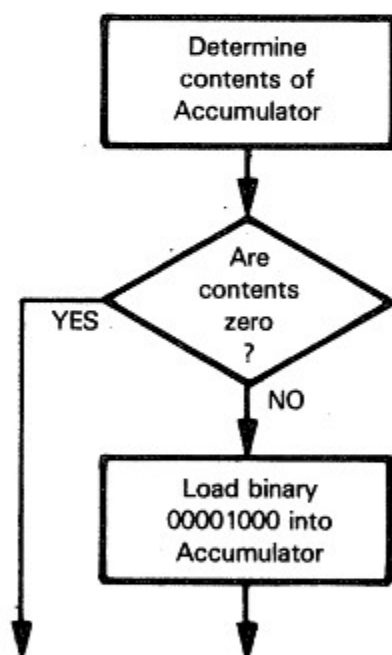 Determine
contents of
Accumulator
Are
contents
zero
?
YES
NO
Load binary
00001000 into
Accumulator